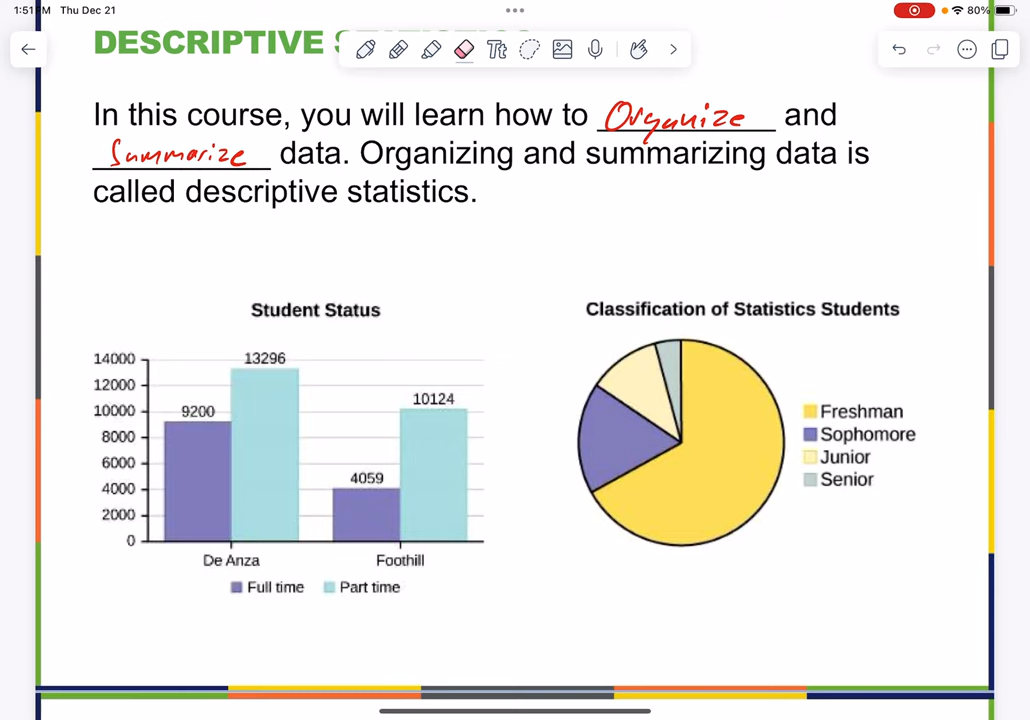 1:51 PM Thu Dec 21
80%
DESCRIPTIVE
Tt
In this course, you will learn how to Organize and
Summarize data. Organizing and summarizing data is
called descriptive statistics.
Student Status
14000
12000
10000
8000
6000
4000
2000
0
9200
13296
4059
10124
De Anza
Foothill
Full time
Part time
Classification of Statistics Students
Freshman
Sophomore
Junior
Senior